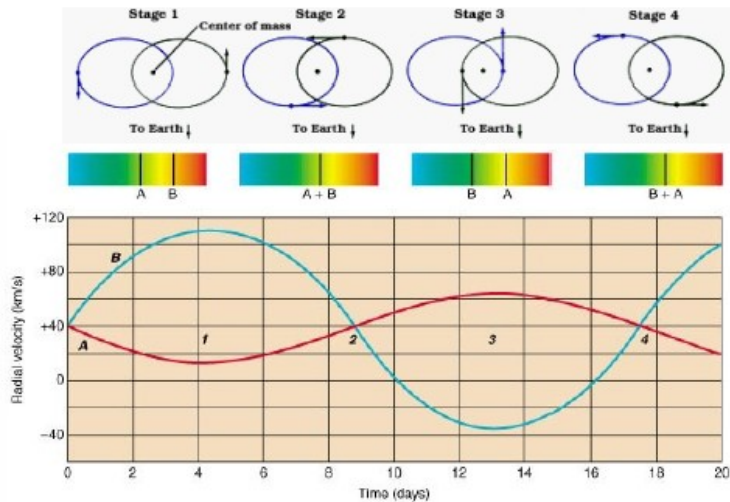 Stage 1
Stage 2
Stage 3
Stage 4
Center of mass
To Earth
To Earth
To Earth
To Earth
A B
A + B
B A
B + A
+120
+80
+40
0
−40
Radial velocity (km/s)
B
A
1
2
3
4
0 2 4 6 8 10 12 14 16 18 20
Time (days)